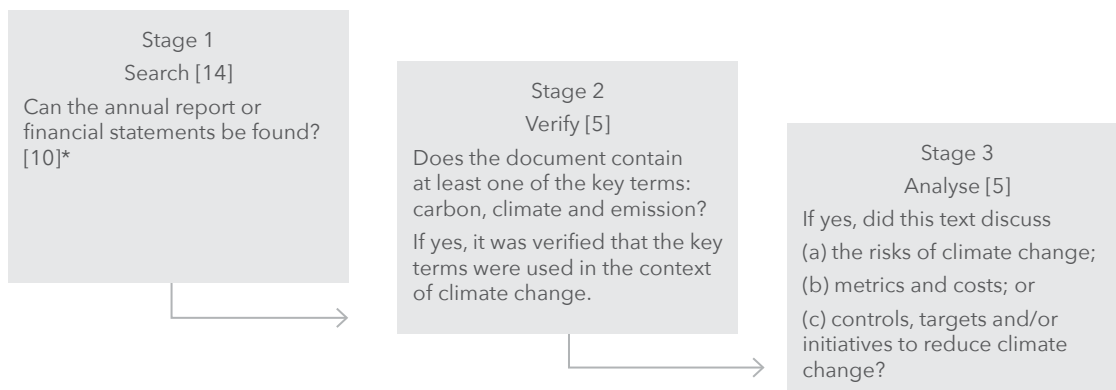 Stage 1
Search [14]
Can the annual report or
financial statements be found?
[10]*
Stage 2
Verify [5]
Does the document contain
at least one of the key terms:
carbon, climate and emission?
If yes, it was verified that the key
terms were used in the context
of climate change.
Stage 3
Analyse [5]
If yes, did this text discuss
(a) the risks of climate change;
(b) metrics and costs; or
(c) controls, targets and/or
initiatives to reduce climate
change?